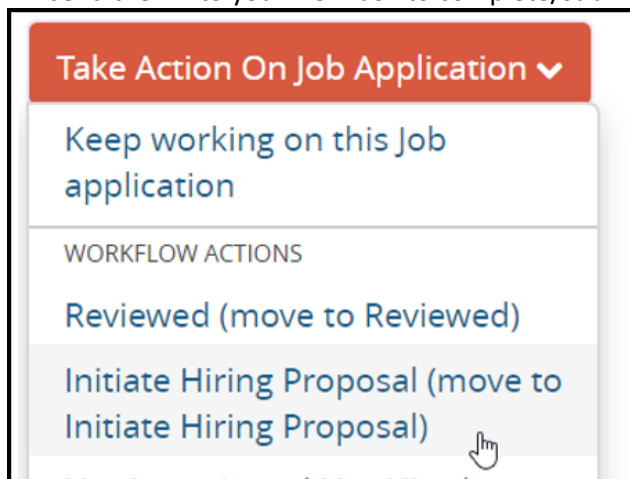 Take Action On Job Application
Keep working on this Job
application
WORKFLOW ACTIONS
Reviewed (move to Reviewed)
Initiate Hiring Proposal (move to
Initiate Hiring Proposal)